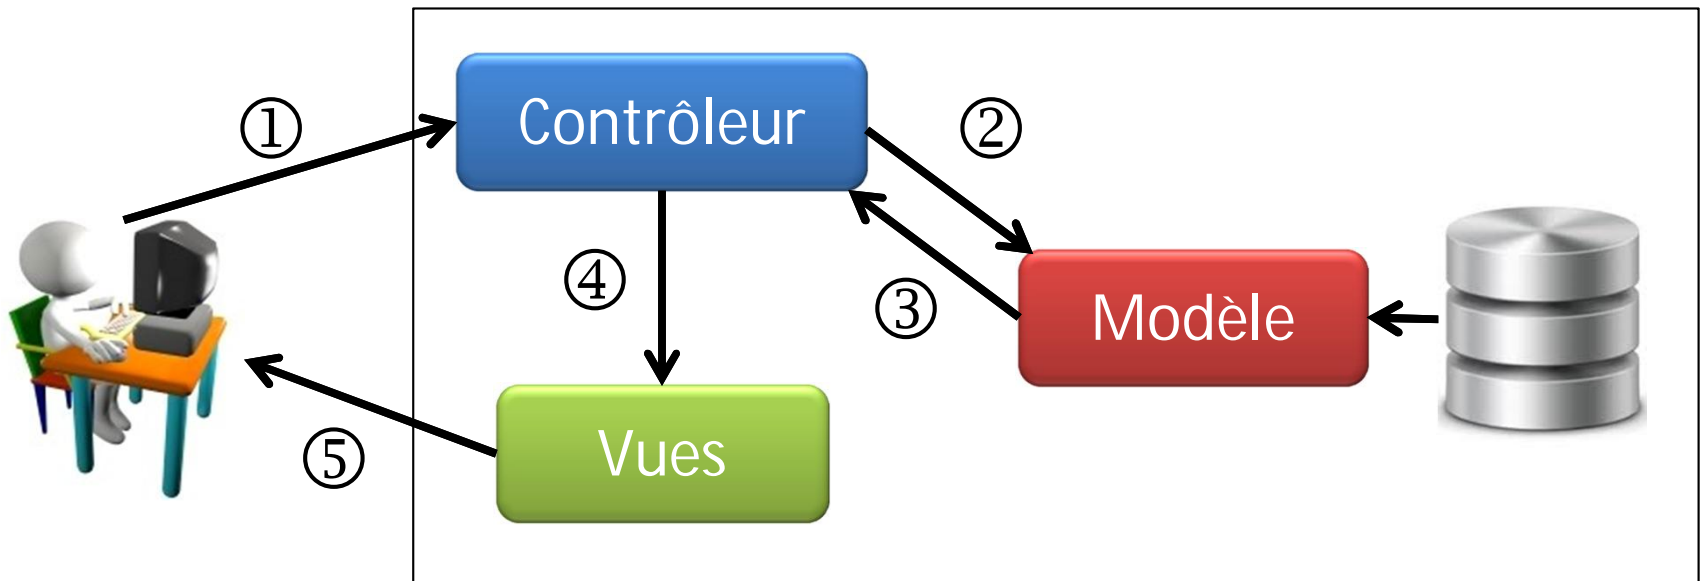 ①
Contrôleur
②
④
③
Modèle
⑤
Vues